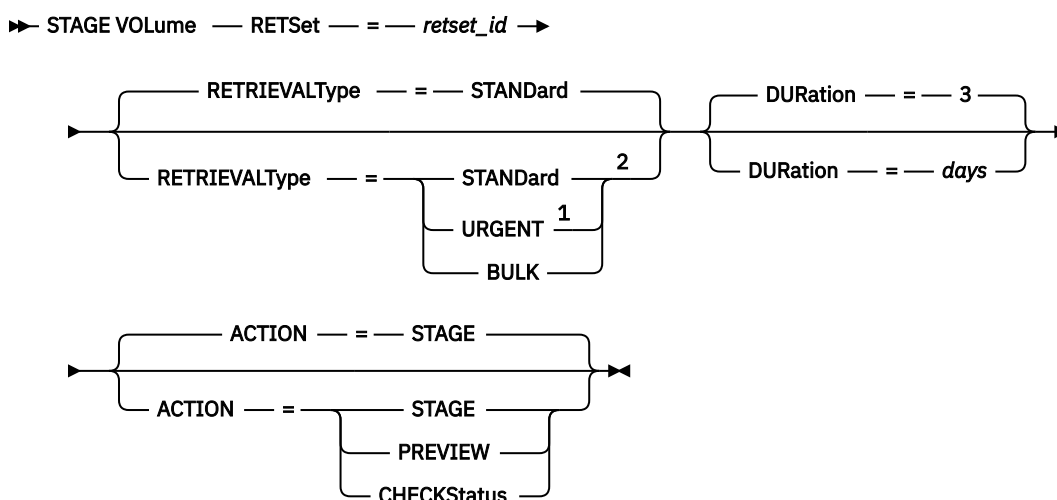 STAGE VOLume RETSet = retset_id
RETRIEVALType = STANDard
DURation = 3
RETRIEVALType = STANDard 2
DURation = days
URGENT 1
BULK
ACTION = STAGE
ACTION = STAGE
PREVIEW
CHECKStatus